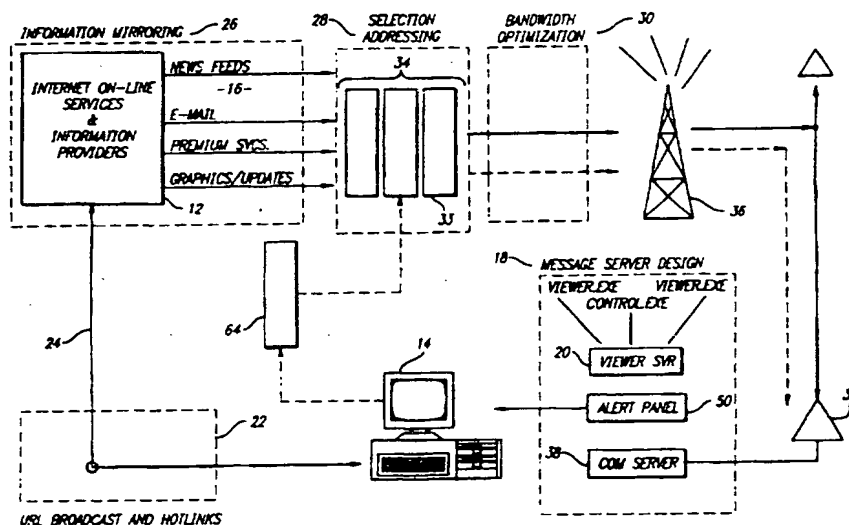 INFORMATION MIRRORING
26
28
SELECTION
ADDRESSING
BANDWIDTH
OPTIMIZATION
30
INTERNET ON-LINE
SERVICES
&
INFORMATION
PROVIDERS
NEWS FEEDS
-16-
E-MAIL
PREMIUM SVCS.
GRAPHICS/UPDATES
12
34
33
36
24
64
14
18
MESSAGE SERVER DESIGN
VIEWER.EXE
VIEWER.EXE
CONTROL.EXE
20
VIEWER SVR
ALERT PANEL
50
38
COM SERVER
22
URL BROADCAST AND HOTLINKS